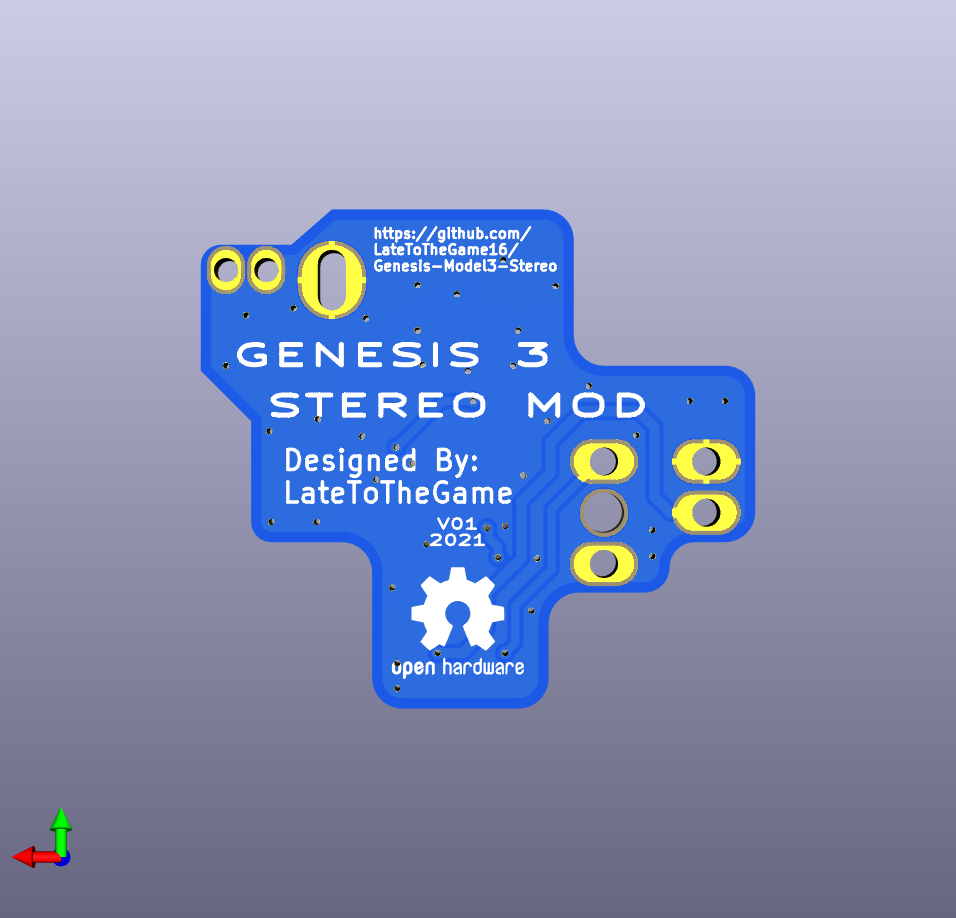 https://github.com/
LateToTheGame16/
Genesis-Model3-Stereo
GENESIS 3
STEREO MOD
Designed By:
LateToTheGame
V01
2021
open hardware